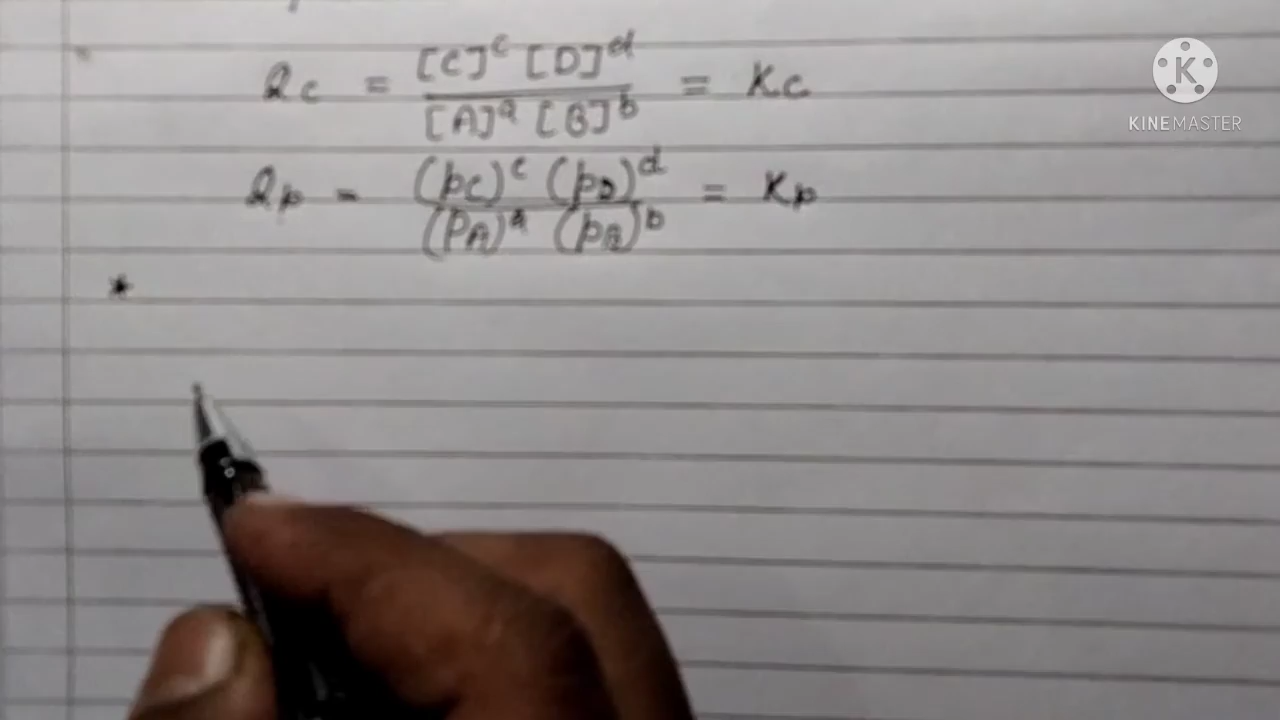 Qc = [C]^c [D]^d / [A]^a [B]^b = Kc
Qp = (pC)^c (pD)^d / (PA)^a (pB)^b = Kp
*
K
KINEMASTER